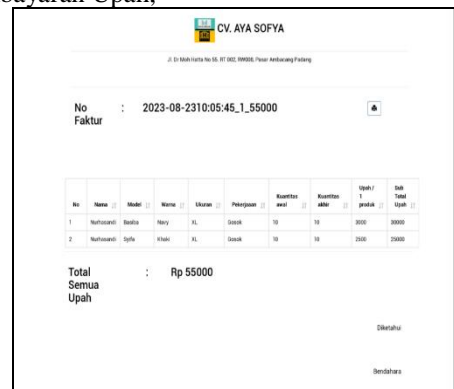 bayaran Upah,
CV. AYA SOFYA
Jl. Dr Moh Hatta No 55. RT 002, RW008, Pasar Ambacang Padang
No Faktur : 2023-08-2310:05:45_1_55000
No Nama Model Warna Ukuran Pekerjaan Kuantitas awal Kuantitas akhir Upah / 1 produk Sub Total Upah
1 Nurhasandi Basika Navy XL Gosok 10 10 3000 30000
2 Nurhasandi Syifa Khaki XL Gosok 10 10 2500 25000
Total Semua Upah : Rp 55000
Diketahui
Bendahara